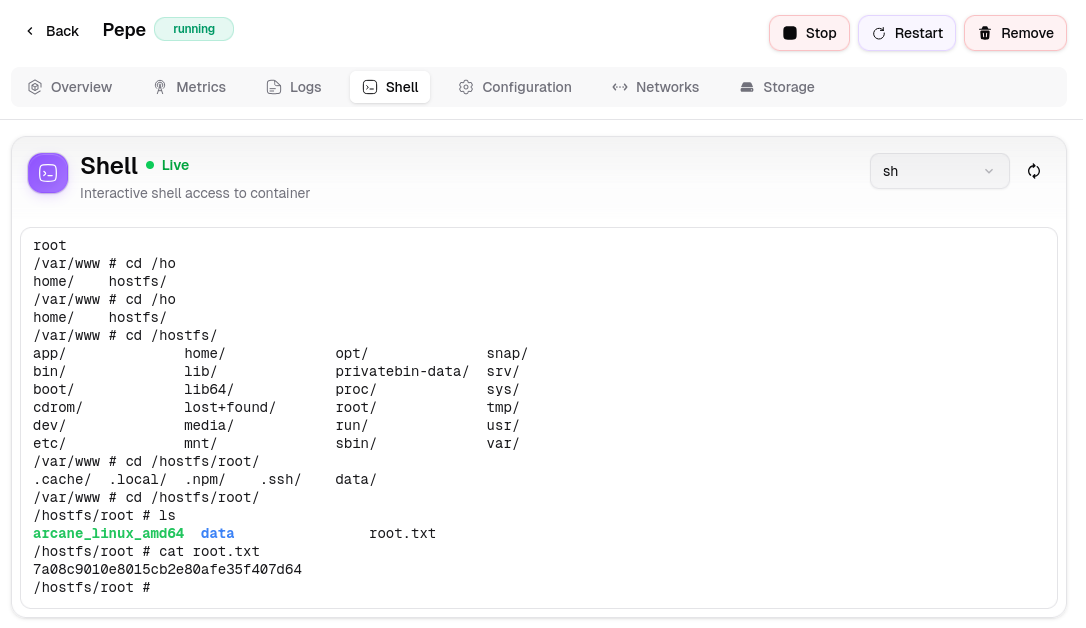 Back Pepe running Stop Restart Remove
Overview Metrics Logs Shell Configuration Networks Storage
Shell Live
Interactive shell access to container
sh
root
/var/www # cd /ho
home/    hostfs/
/var/www # cd /ho
home/    hostfs/
/var/www # cd /hostfs/
app/              home/             opt/              snap/
bin/              lib/              privatebin-data/  srv/
boot/             lib64/            proc/             sys/
cdrom/            lost+found/       root/             tmp/
dev/              media/            run/              usr/
etc/              mnt/              sbin/             var/
/var/www # cd /hostfs/root/
.cache/  .local/  .npm/    .ssh/    data/
/var/www # cd /hostfs/root/
/hostfs/root # ls
arcane_linux_amd64  data                root.txt
/hostfs/root # cat root.txt
7a08c9010e8015cb2e80afe35f407d64
/hostfs/root #